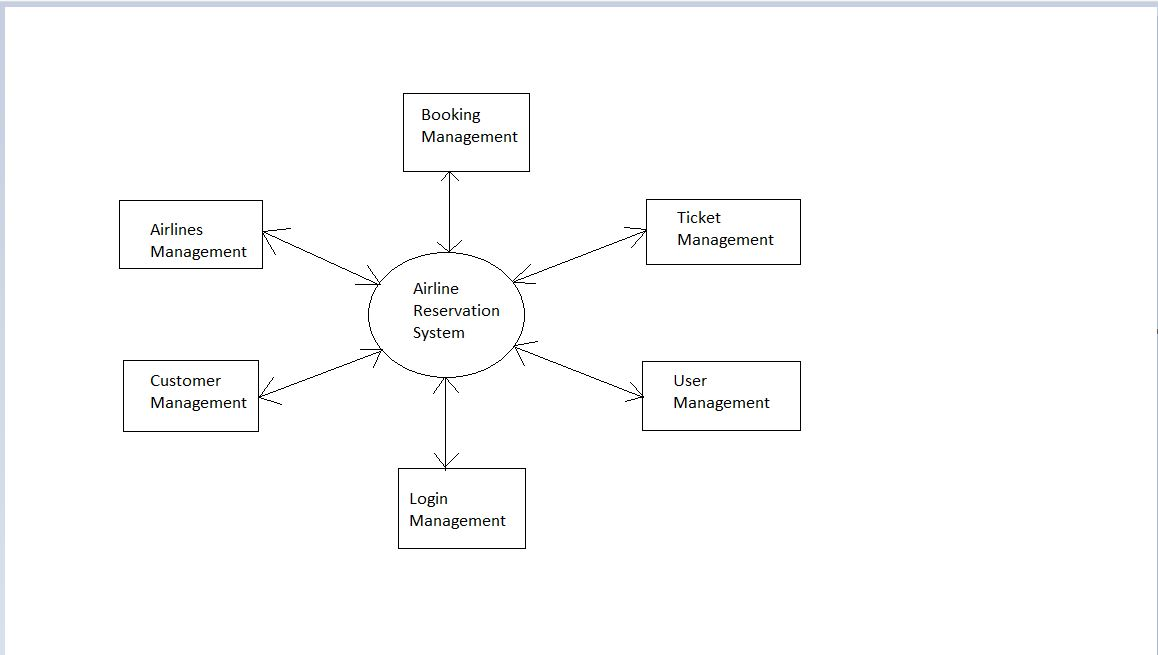 Booking
Management
Airlines
Management
Ticket
Management
Airline
Reservation
System
Customer
Management
User
Management
Login
Management